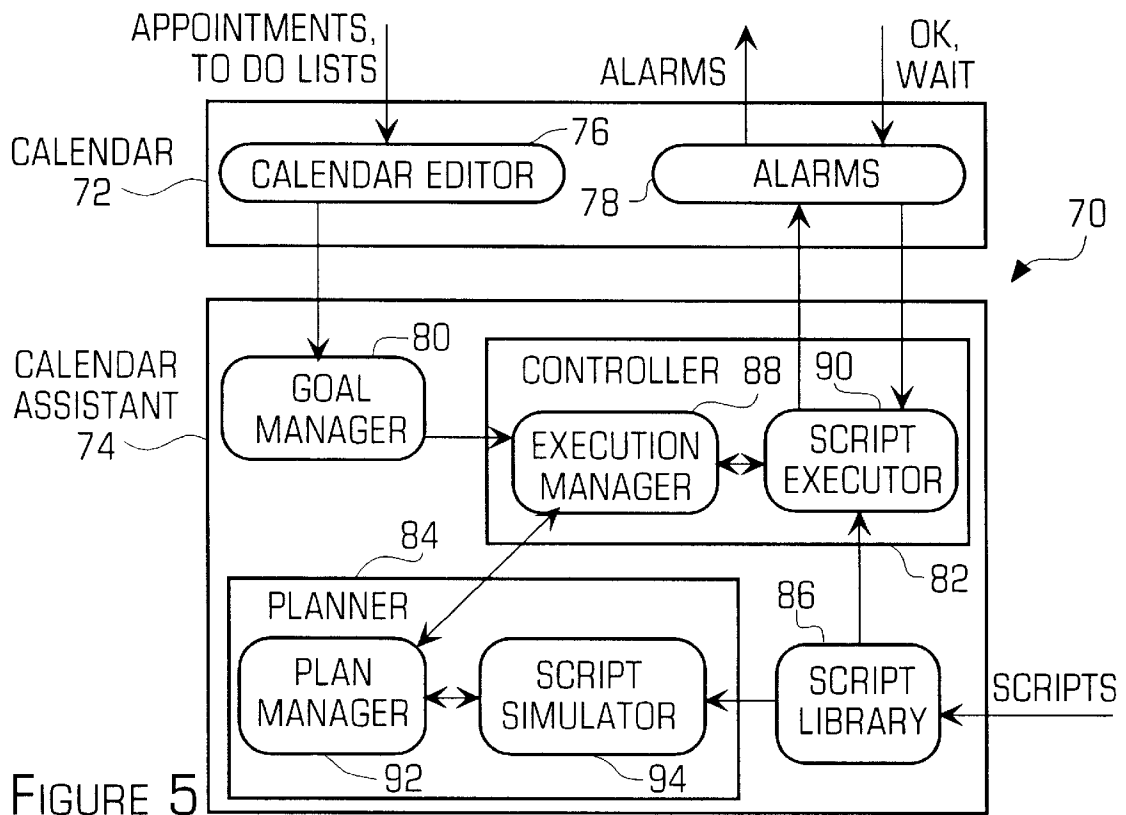 APPOINTMENTS,
TO DO LISTS
ALARMS
OK,
WAIT
CALENDAR
72
CALENDAR EDITOR
76
78
ALARMS
70
CALENDAR
ASSISTANT
74
80
GOAL
MANAGER
CONTROLLER
88
90
EXECUTION
MANAGER
SCRIPT
EXECUTOR
82
84
PLANNER
PLAN
MANAGER
92
SCRIPT
SIMULATOR
94
86
SCRIPT
LIBRARY
SCRIPTS
FIGURE 5